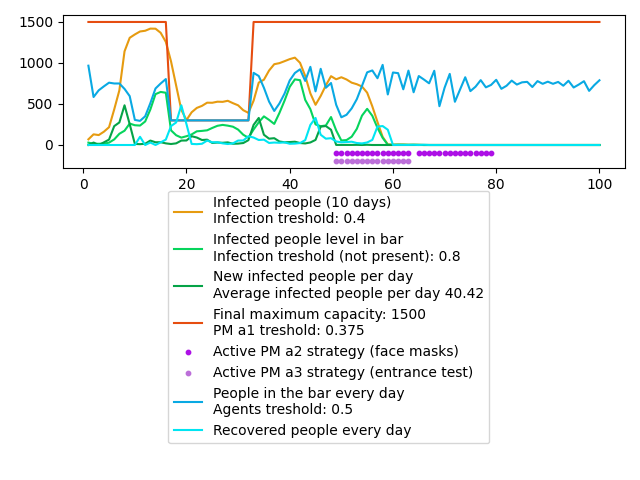 1500
1000
500
0
0
20
40
60
80
100
Infected people (10 days)
Infection treshold: 0.4
Infected people level in bar
Infection treshold (not present): 0.8
New infected people per day
Average infected people per day 40.42
Final maximum capacity: 1500
PM a1 treshold: 0.375
Active PM a2 strategy (face masks)
Active PM a3 strategy (entrance test)
People in the bar every day
Agents treshold: 0.5
Recovered people every day